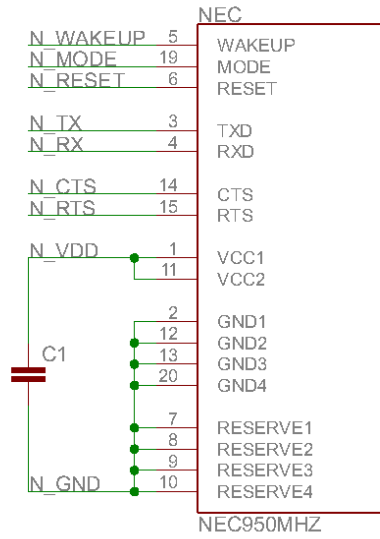 NEC
N_WAKEUP 5 WAKEUP
N_MODE 19 MODE
N_RESET 6 RESET
N_TX 3 TXD
N_RX 4 RXD
N_CTS 14 CTS
N_RTS 15 RTS
N_VDD 1 VCC1
11 VCC2
2 GND1
12 GND2
C1 13 GND3
20 GND4
7 RESERVE1
8 RESERVE2
9 RESERVE3
N_GND 10 RESERVE4
NEC950MHZ